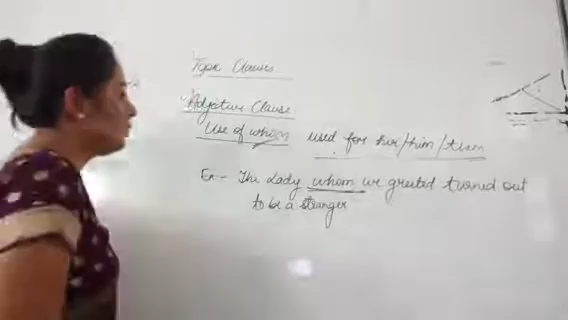 Topic Clauses
Adjective Clause
Use of whom used for her/him/them
Ex:- The Lady whom we greeted turned out
to be a stranger